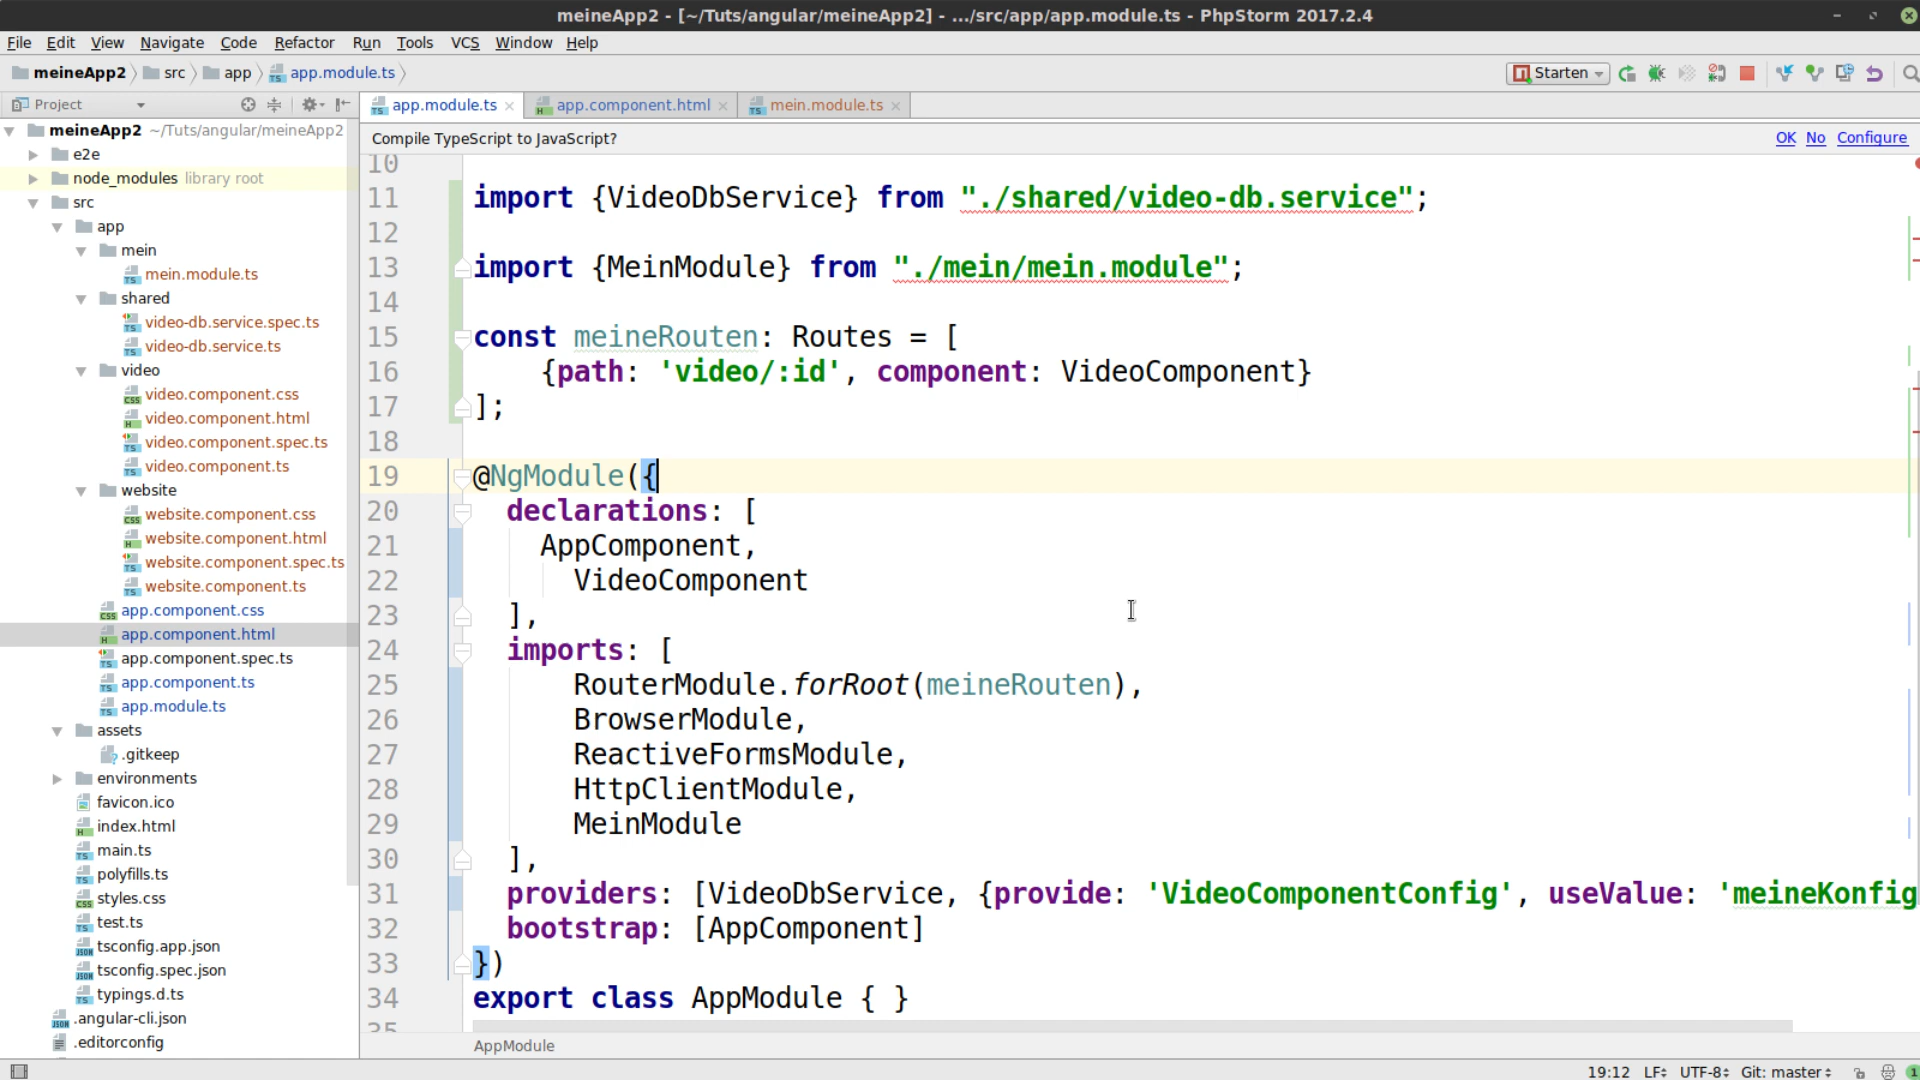 meineApp2 - [~/Tuts/angular/meineApp2] - .../src/app/app.module.ts - PhpStorm 2017.2.4
File Edit View Navigate Code Refactor Run Tools VCS Window Help
meineApp2 src app app.module.ts
Starten
Project
app.module.ts
app.component.html
mein.module.ts
Compile TypeScript to JavaScript?
OK No Configure
meineApp2 ~/Tuts/angular/meineApp2
e2e
node_modules library root
src
app
mein
mein.module.ts
shared
video-db.service.spec.ts
video-db.service.ts
video
video.component.css
video.component.html
video.component.spec.ts
video.component.ts
website
website.component.css
website.component.html
website.component.spec.ts
website.component.ts
app.component.css
app.component.html
app.component.spec.ts
app.component.ts
app.module.ts
assets
.gitkeep
environments
favicon.ico
index.html
main.ts
polyfills.ts
styles.css
test.ts
tsconfig.app.json
tsconfig.spec.json
typings.d.ts
.angular-cli.json
.editorconfig
10
11 import {VideoDbService} from "./shared/video-db.service";
12
13 import {MeinModule} from "./mein/mein.module";
14
15 const meineRouten: Routes = [
16 {path: 'video/:id', component: VideoComponent}
17 ];
18
19 @NgModule({
20 declarations: [
21 AppComponent,
22 VideoComponent
23 ],
24 imports: [
25 RouterModule.forRoot(meineRouten),
26 BrowserModule,
27 ReactiveFormsModule,
28 HttpClientModule,
29 MeinModule
30 ],
31 providers: [VideoDbService, {provide: 'VideoComponentConfig', useValue: 'meineKonfig
32 bootstrap: [AppComponent]
33 })
34 export class AppModule { }
35
AppModule
19:12 LF UTF-8 Git: master 1